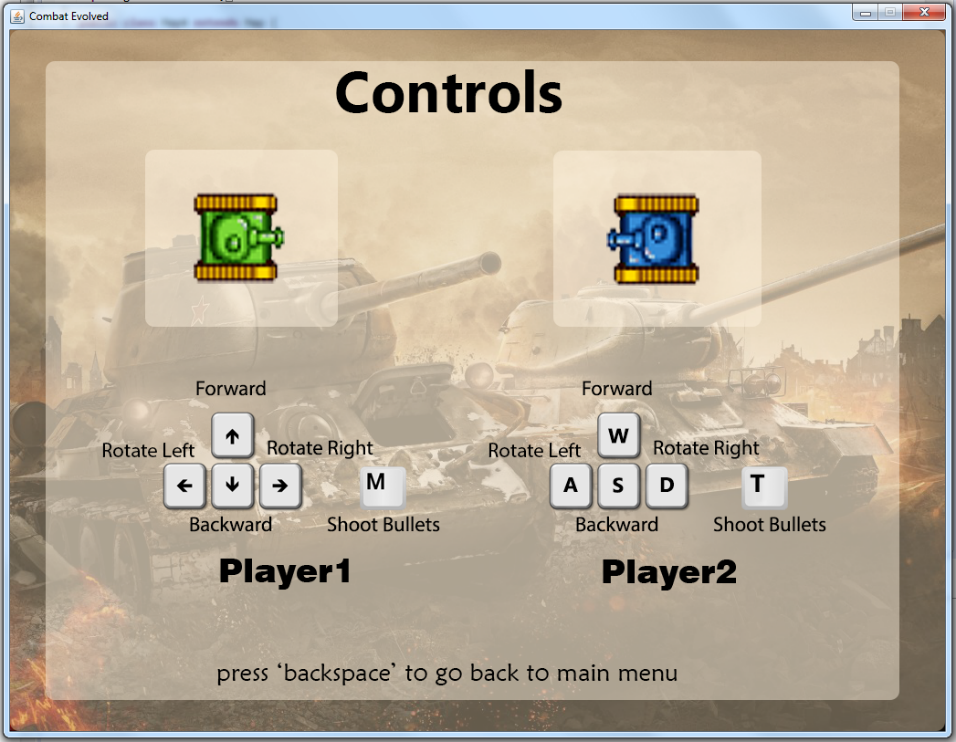 Combat Evolved
Controls
Forward
Rotate Left
↑
Rotate Right
← ↓ →
M
Backward
Shoot Bullets
Player1
Forward
Rotate Left
W
Rotate Right
A S D
T
Backward
Shoot Bullets
Player2
press ‘backspace’ to go back to main menu